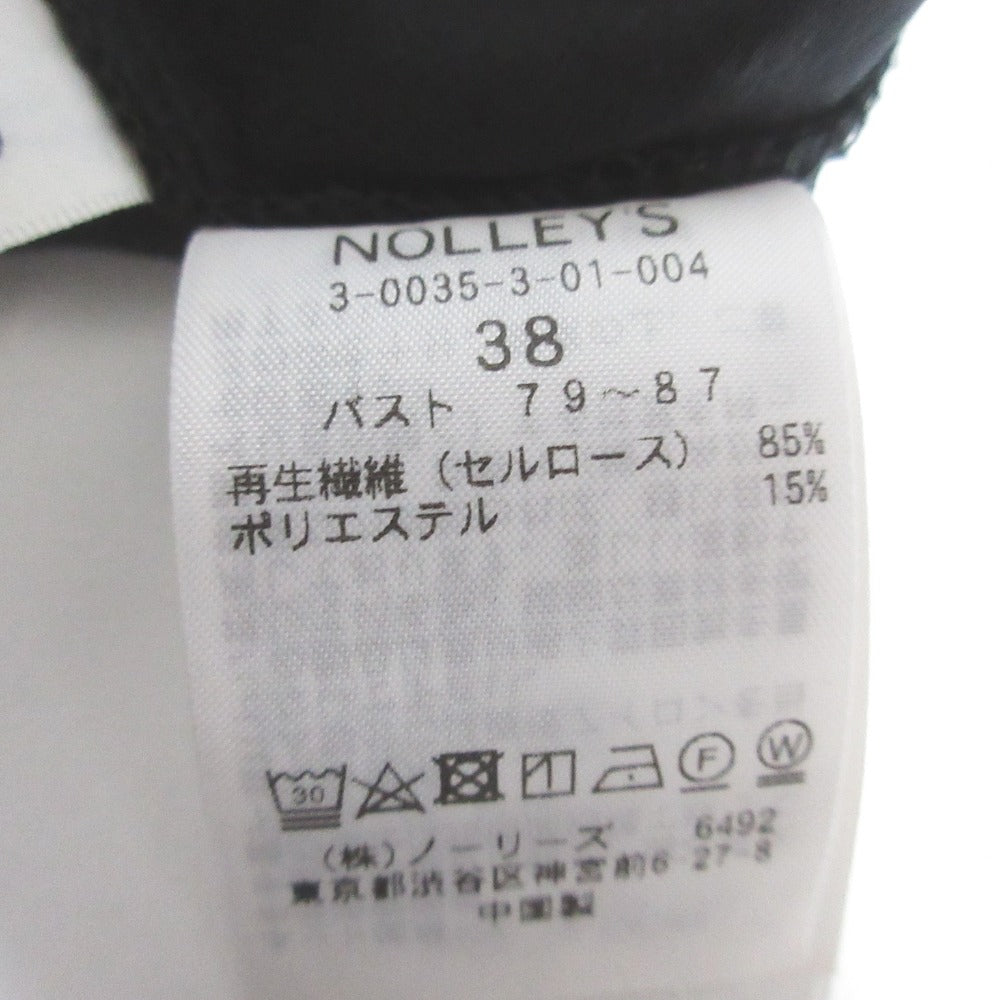 NOLLEY'S
3-0035-3-01-004
38
バスト 79～87
再生繊維(セルロース) 85%
ポリエステル 15%
30 F W
(株)ノーリーズ 6492
東京都渋谷区神宮前6 27-8
中国製